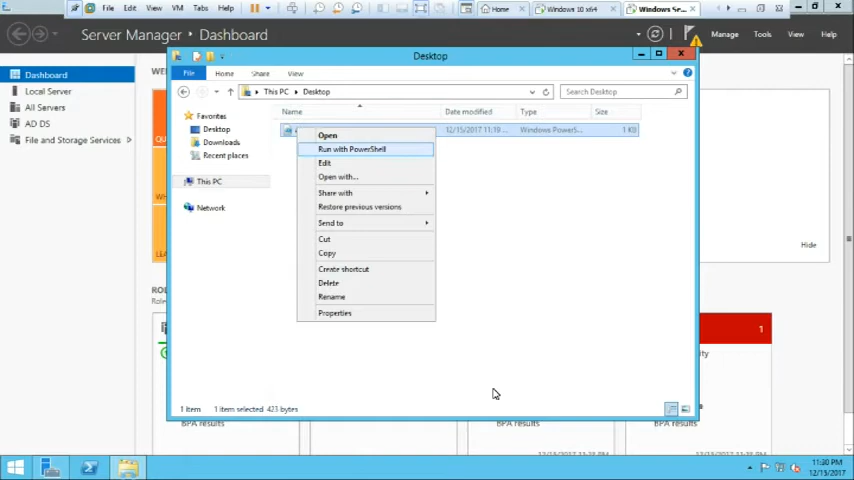 File Edit View VM Tabs Help Home Windows 10 x64 Windows Se...
Server Manager Dashboard Manage Tools View Help
Desktop
File Home Share View
This PC Desktop Search Desktop
Dashboard
Local Server
All Servers
AD DS
File and Storage Services
Favorites
Desktop
Downloads
Recent places
This PC
Network
Name Date modified Type Size
12/15/2017 11:19 ... Windows PowerS... 1 KB
Open
Run with PowerShell
Edit
Open with...
Share with
Restore previous versions
Send to
Cut
Copy
Create shortcut
Delete
Rename
Properties
Hide
1
1 item 1 item selected 423 bytes
BPA results BPA results BPA results
11:30 PM
12/15/2017